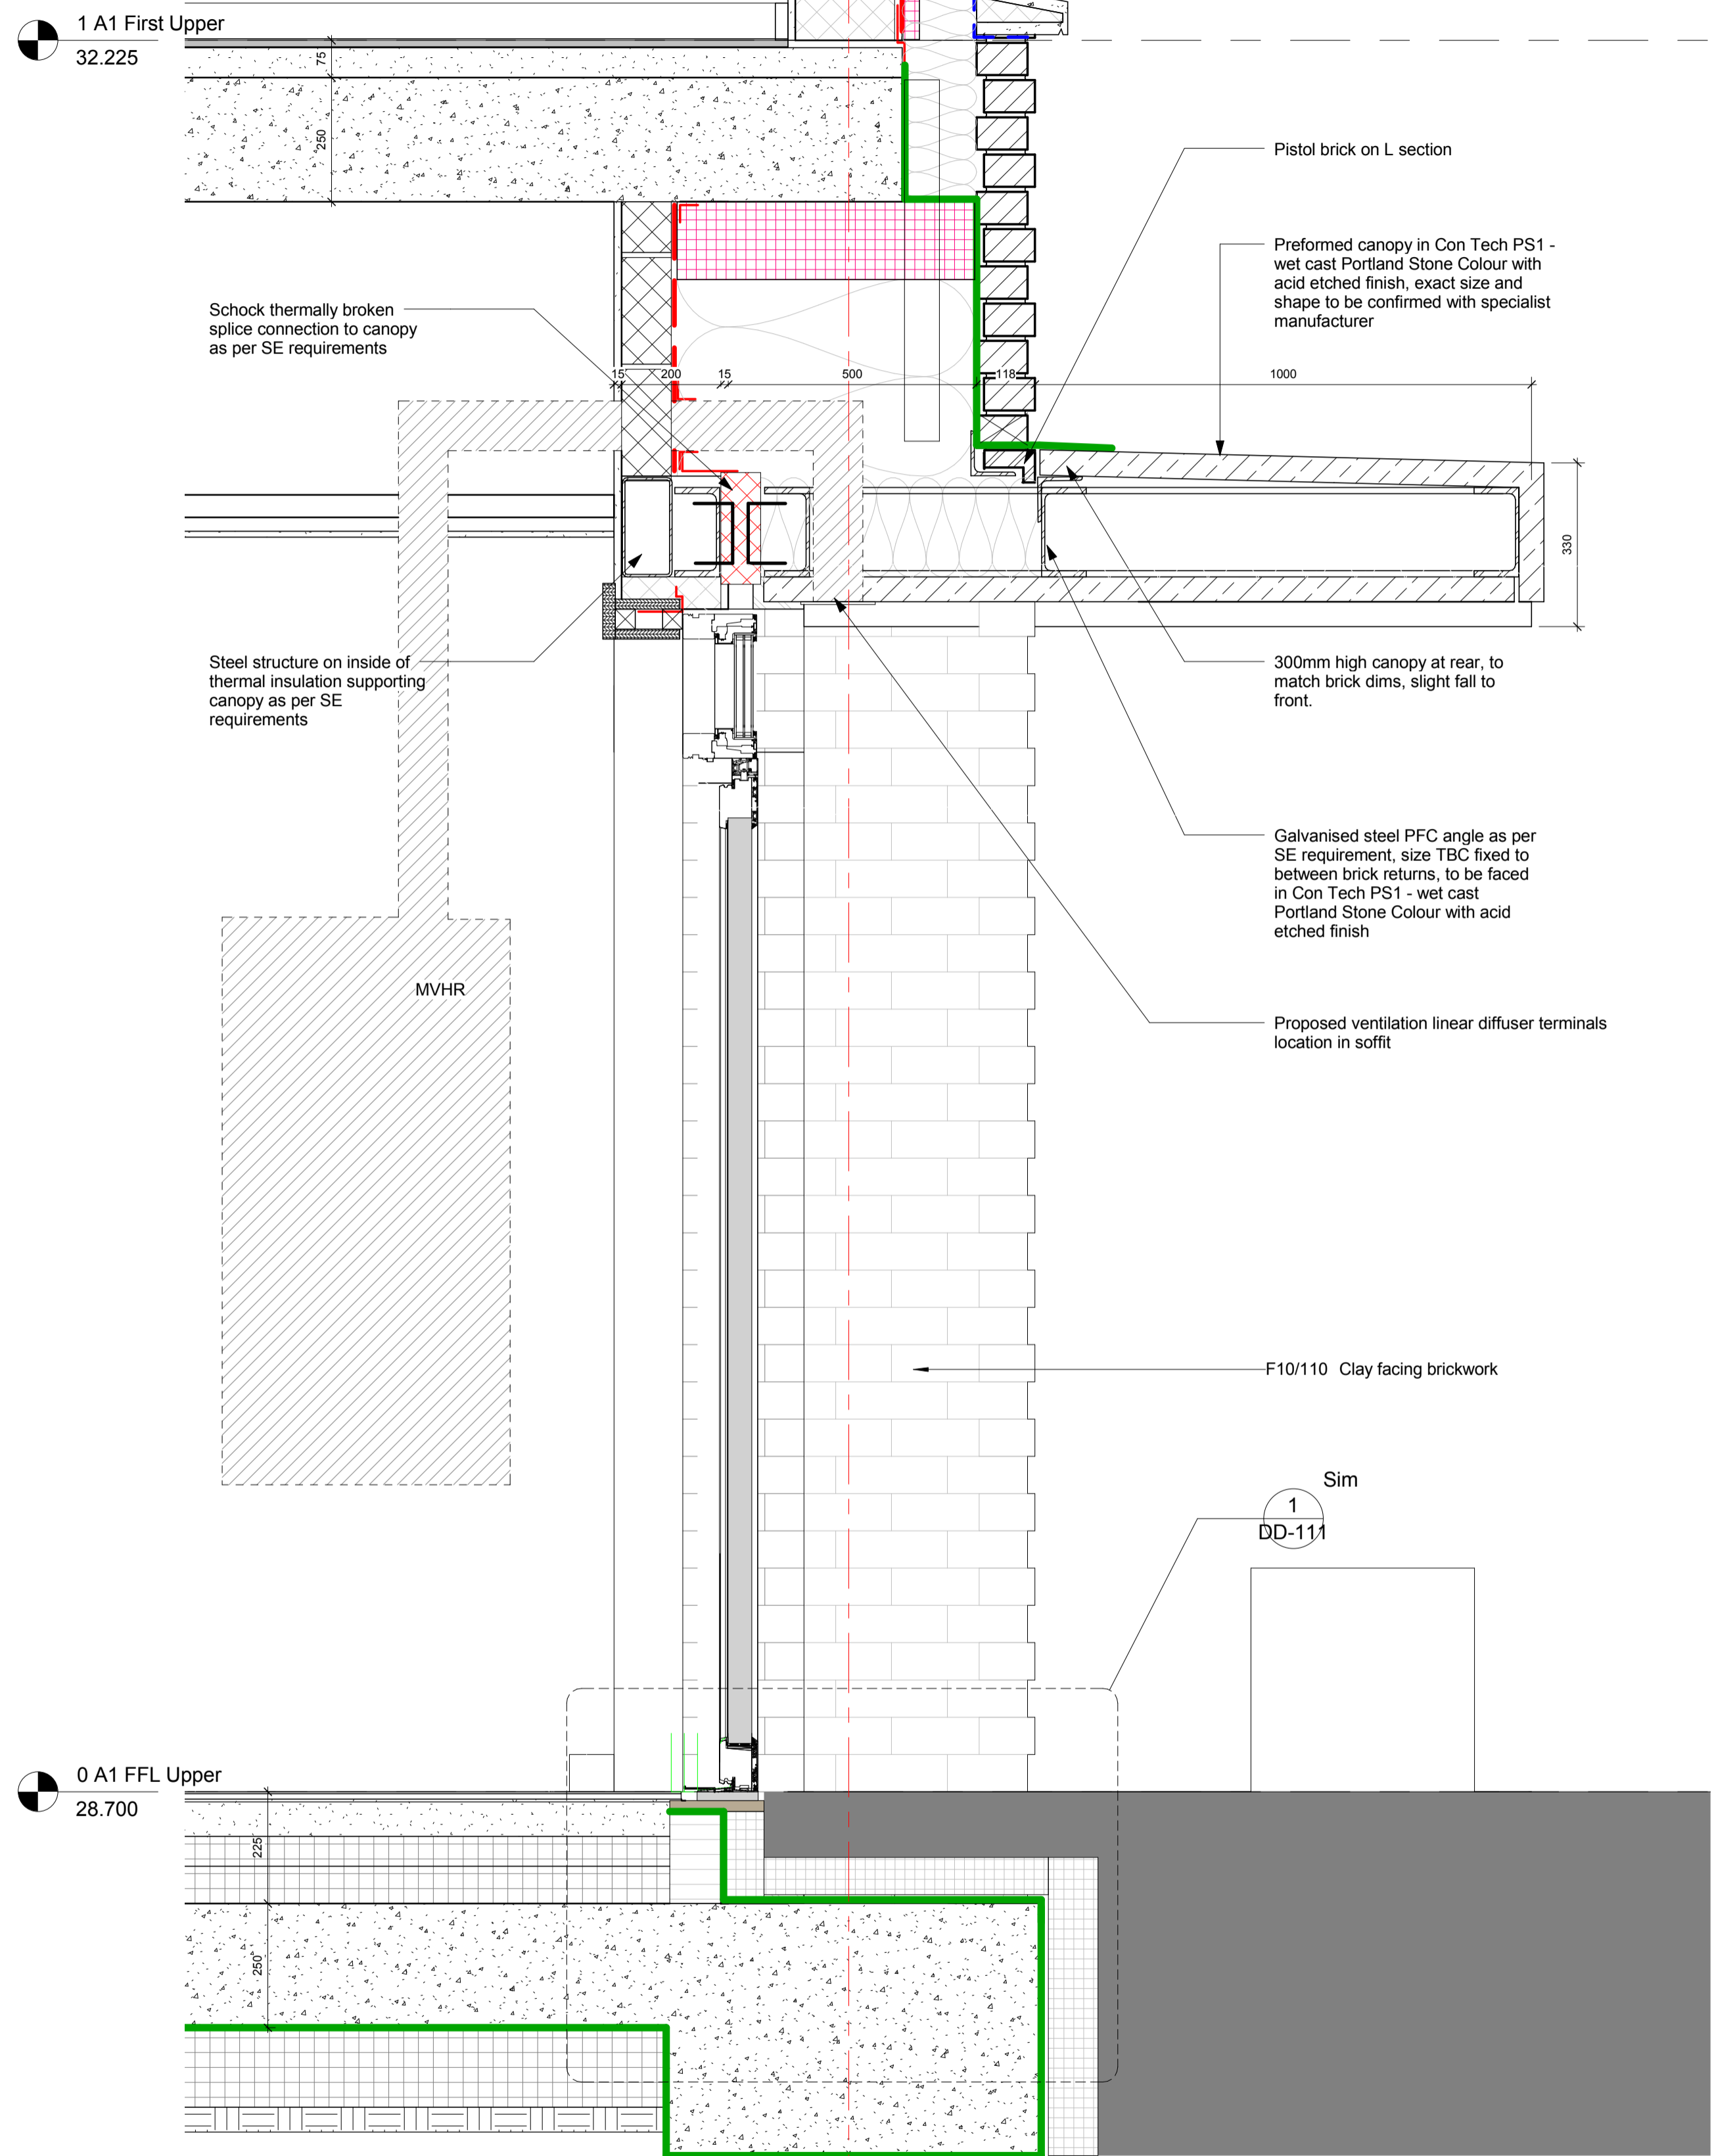 1 A1 First Upper
32.225
75
250
Pistol brick on L section
Preformed canopy in Con Tech PS1 -
wet cast Portland Stone Colour with
acid etched finish, exact size and
shape to be confirmed with specialist
manufacturer
Schock thermally broken
splice connection to canopy
as per SE requirements
15
200
15
500
118
1000
330
Steel structure on inside of
thermal insulation supporting
canopy as per SE
requirements
300mm high canopy at rear, to
match brick dims, slight fall to
front.
Galvanised steel PFC angle as per
SE requirement, size TBC fixed to
between brick returns, to be faced
in Con Tech PS1 - wet cast
Portland Stone Colour with acid
etched finish
MVHR
Proposed ventilation linear diffuser terminals
location in soffit
F10/110 Clay facing brickwork
Sim
1
DD-111
0 A1 FFL Upper
28.700
225
250